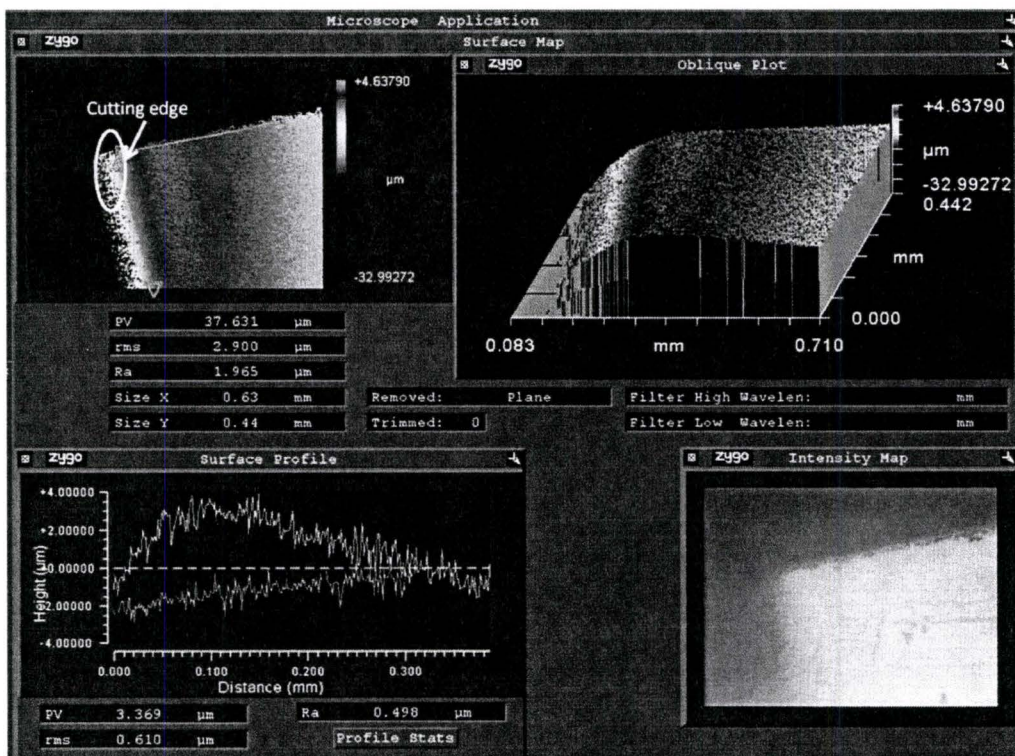 Microscope Application
zygo Surface Map
Cutting edge
+4.63790
µm
-32.99272
PV 37.631 µm
rms 2.900 µm
Ra 1.965 µm
Size X 0.63 mm
Size Y 0.44 mm
zygo Oblique Plot
+4.63790
µm
-32.99272
0.442
mm
0.000
0.083 mm 0.710
Removed: Plane
Trimmed: 0
Filter High Wavelen: mm
Filter Low Wavelen: mm
zygo Surface Profile
+4.00000
+2.00000
+0.00000
-2.00000
-4.00000
Height (µm)
0.000 0.100 0.200 0.300
Distance (mm)
PV 3.369 µm
rms 0.610 µm
Ra 0.498 µm
Profile Stats
zygo Intensity Map